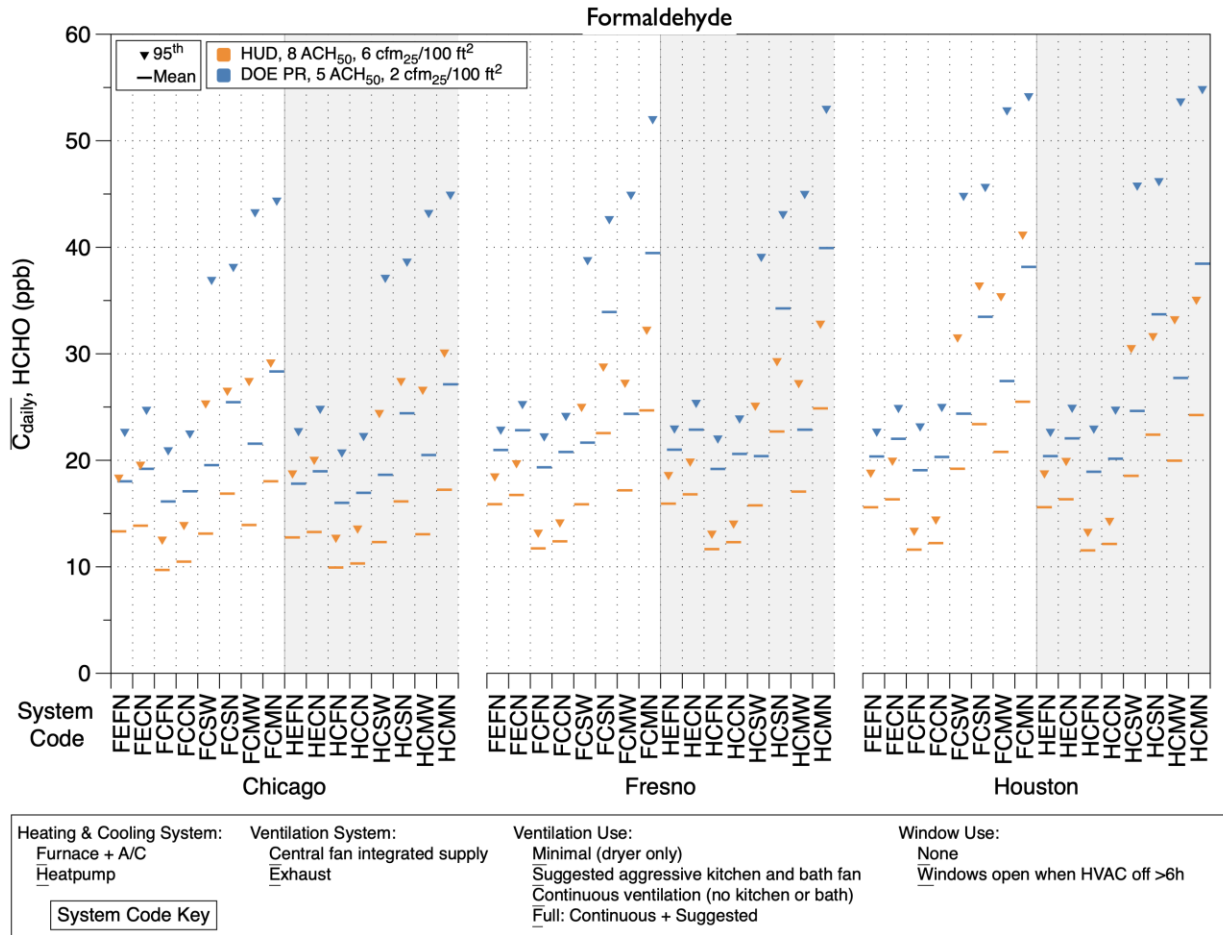 Formaldehyde
95th
Mean
HUD, 8 ACH50, 6 cfm25/100 ft2
DOE PR, 5 ACH50, 2 cfm25/100 ft2
Cdaily, HCHO (ppb)
60
50
40
30
20
10
0
System
Code
FEFN FECN FCFN FCCN FCSW FCSN FCMW FCMN HEFN HECN HCFN HCCN HCSW HCSN HCMW HCMN
FEFN FECN FCFN FCCN FCSW FCSN FCMW FCMN HEFN HECN HCFN HCCN HCSW HCSN HCMW HCMN
FEFN FECN FCFN FCCN FCSW FCSN FCMW FCMN HEFN HECN HCFN HCCN HCSW HCSN HCMW HCMN
Chicago
Fresno
Houston
Heating & Cooling System:
Furnace + A/C
Heatpump
System Code Key
Ventilation System:
Central fan integrated supply
Exhaust
Ventilation Use:
Minimal (dryer only)
Suggested aggressive kitchen and bath fan
Continuous ventilation (no kitchen or bath)
Full: Continuous + Suggested
Window Use:
None
Windows open when HVAC off >6h